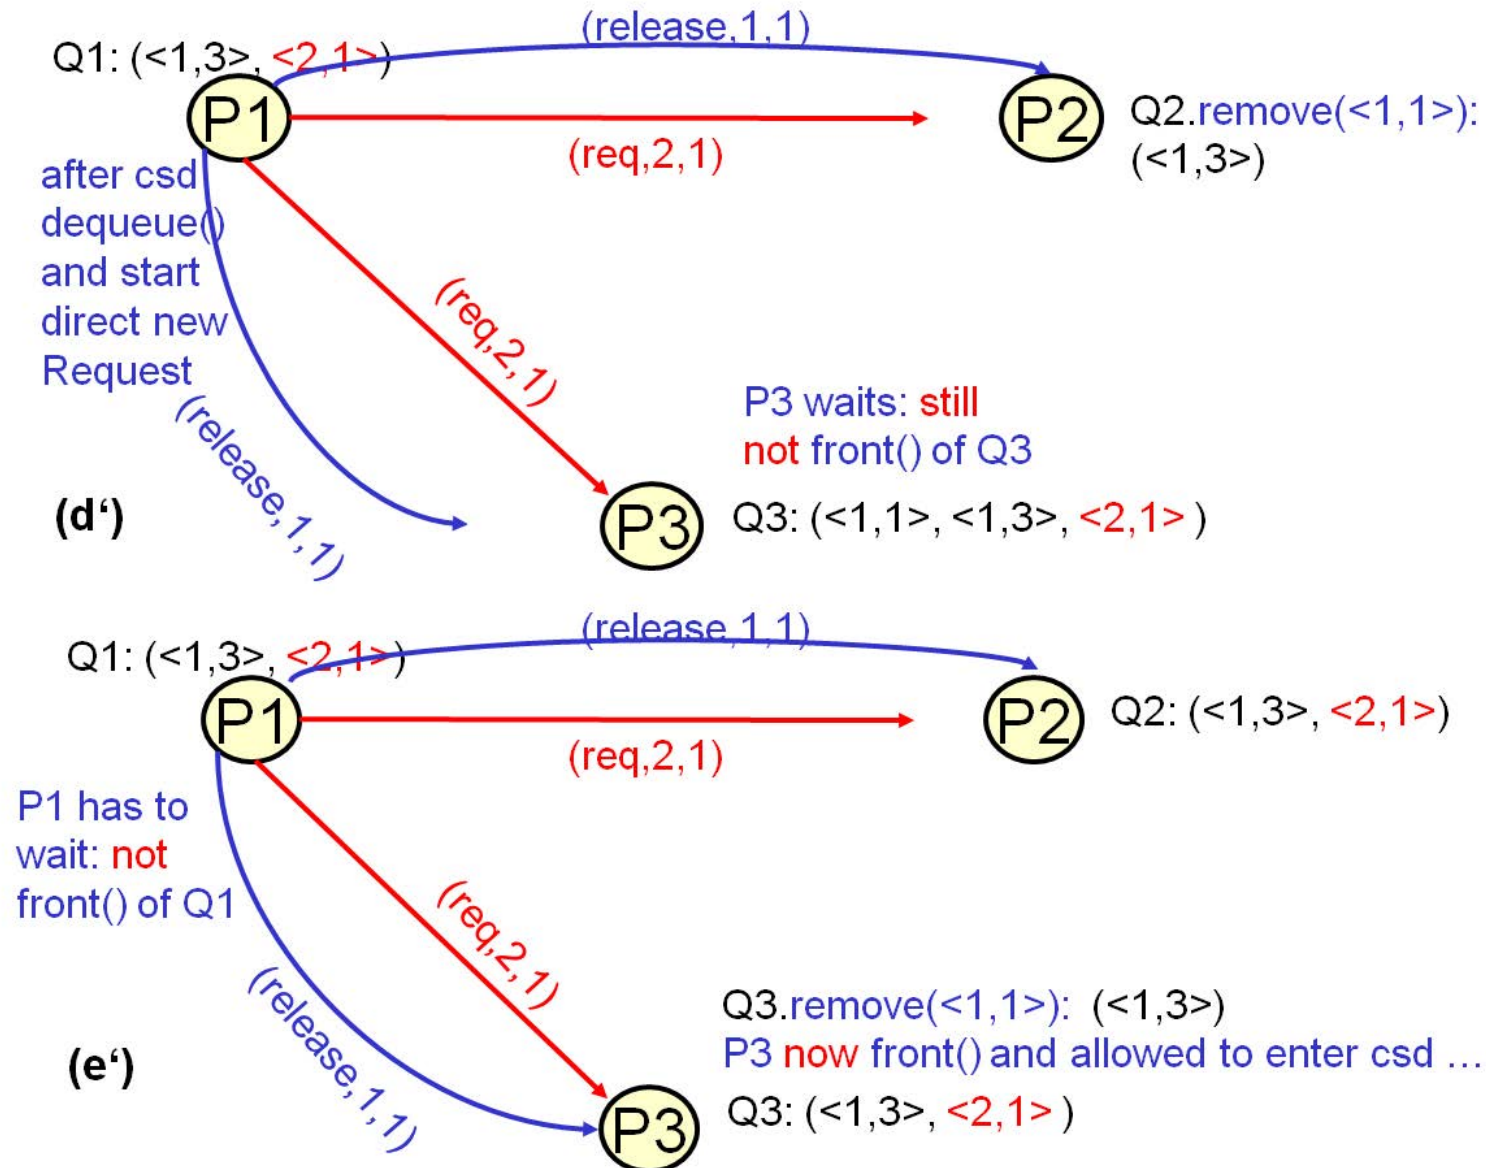 (release,1,1)
Q1: (<1,3>, <2,1>)
P1
P2
Q2.remove(<1,1>):
(<1,3>)
(req,2,1)
after csd
dequeue()
and start
direct new
Request
(req,2,1)
(release,1,1)
P3 waits: still
not front() of Q3
(d‘)
P3
Q3: (<1,1>, <1,3>, <2,1> )
(release,1,1)
Q1: (<1,3>, <2,1>)
P1
P2
Q2: (<1,3>, <2,1>)
(req,2,1)
P1 has to
wait: not
front() of Q1
(req,2,1)
(release,1,1)
Q3.remove(<1,1>): (<1,3>)
P3 now front() and allowed to enter csd ...
(e‘)
P3
Q3: (<1,3>, <2,1> )